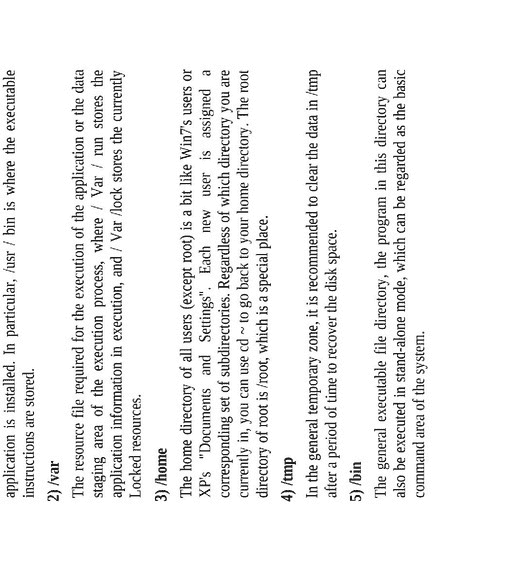 application is installed. In particular, /usr / bin is where the executable
instructions are stored.
2) /var
The resource file required for the execution of the application or the data
staging area of the execution process, where / Var / run stores the
application information in execution, and / Var /lock stores the currently
Locked resources.
3) /home
The home directory of all users (except root) is a bit like Win7's users or
XP's "Documents and Settings". Each new user is assigned a
corresponding set of subdirectories. Regardless of which directory you are
currently in, you can use cd ~ to go back to your home directory. The root
directory of root is /root, which is a special place.
4) /tmp
In the general temporary zone, it is recommended to clear the data in /tmp
after a period of time to recover the disk space.
5) /bin
The general executable file directory, the program in this directory can
also be executed in stand-alone mode, which can be regarded as the basic
command area of the system.